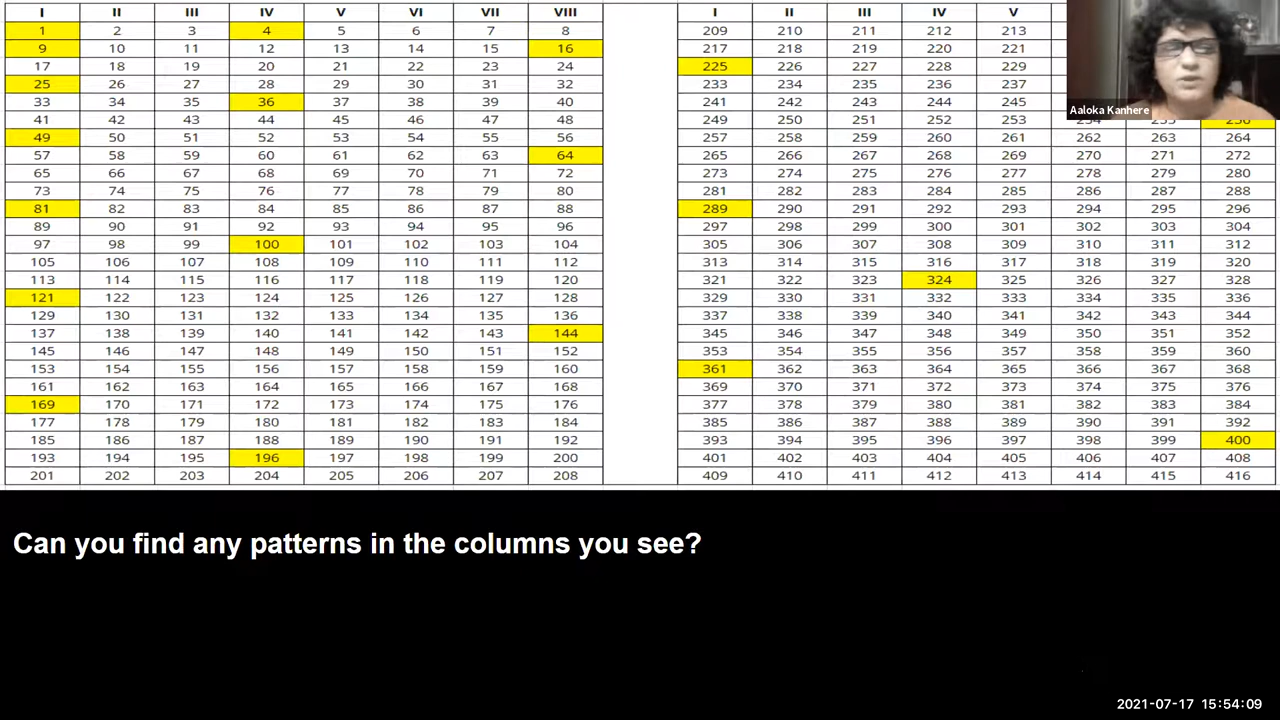 I II III IV V VI VII VIII
1 2 3 4 5 6 7 8
9 10 11 12 13 14 15 16
17 18 19 20 21 22 23 24
25 26 27 28 29 30 31 32
33 34 35 36 37 38 39 40
41 42 43 44 45 46 47 48
49 50 51 52 53 54 55 56
57 58 59 60 61 62 63 64
65 66 67 68 69 70 71 72
73 74 75 76 77 78 79 80
81 82 83 84 85 86 87 88
89 90 91 92 93 94 95 96
97 98 99 100 101 102 103 104
105 106 107 108 109 110 111 112
113 114 115 116 117 118 119 120
121 122 123 124 125 126 127 128
129 130 131 132 133 134 135 136
137 138 139 140 141 142 143 144
145 146 147 148 149 150 151 152
153 154 155 156 157 158 159 160
161 162 163 164 165 166 167 168
169 170 171 172 173 174 175 176
177 178 179 180 181 182 183 184
185 186 187 188 189 190 191 192
193 194 195 196 197 198 199 200
201 202 203 204 205 206 207 208
I II III IV V
209 210 211 212 213
217 218 219 220 221
225 226 227 228 229
233 234 235 236 237
241 242 243 244 245
249 250 251 252 253
257 258 259 260 261 262 263 264
265 266 267 268 269 270 271 272
273 274 275 276 277 278 279 280
281 282 283 284 285 286 287 288
289 290 291 292 293 294 295 296
297 298 299 300 301 302 303 304
305 306 307 308 309 310 311 312
313 314 315 316 317 318 319 320
321 322 323 324 325 326 327 328
329 330 331 332 333 334 335 336
337 338 339 340 341 342 343 344
345 346 347 348 349 350 351 352
353 354 355 356 357 358 359 360
361 362 363 364 365 366 367 368
369 370 371 372 373 374 375 376
377 378 379 380 381 382 383 384
385 386 387 388 389 390 391 392
393 394 395 396 397 398 399 400
401 402 403 404 405 406 407 408
409 410 411 412 413 414 415 416
Aaloka Kanhere
Can you find any patterns in the columns you see?
2021-07-17 15:54:09